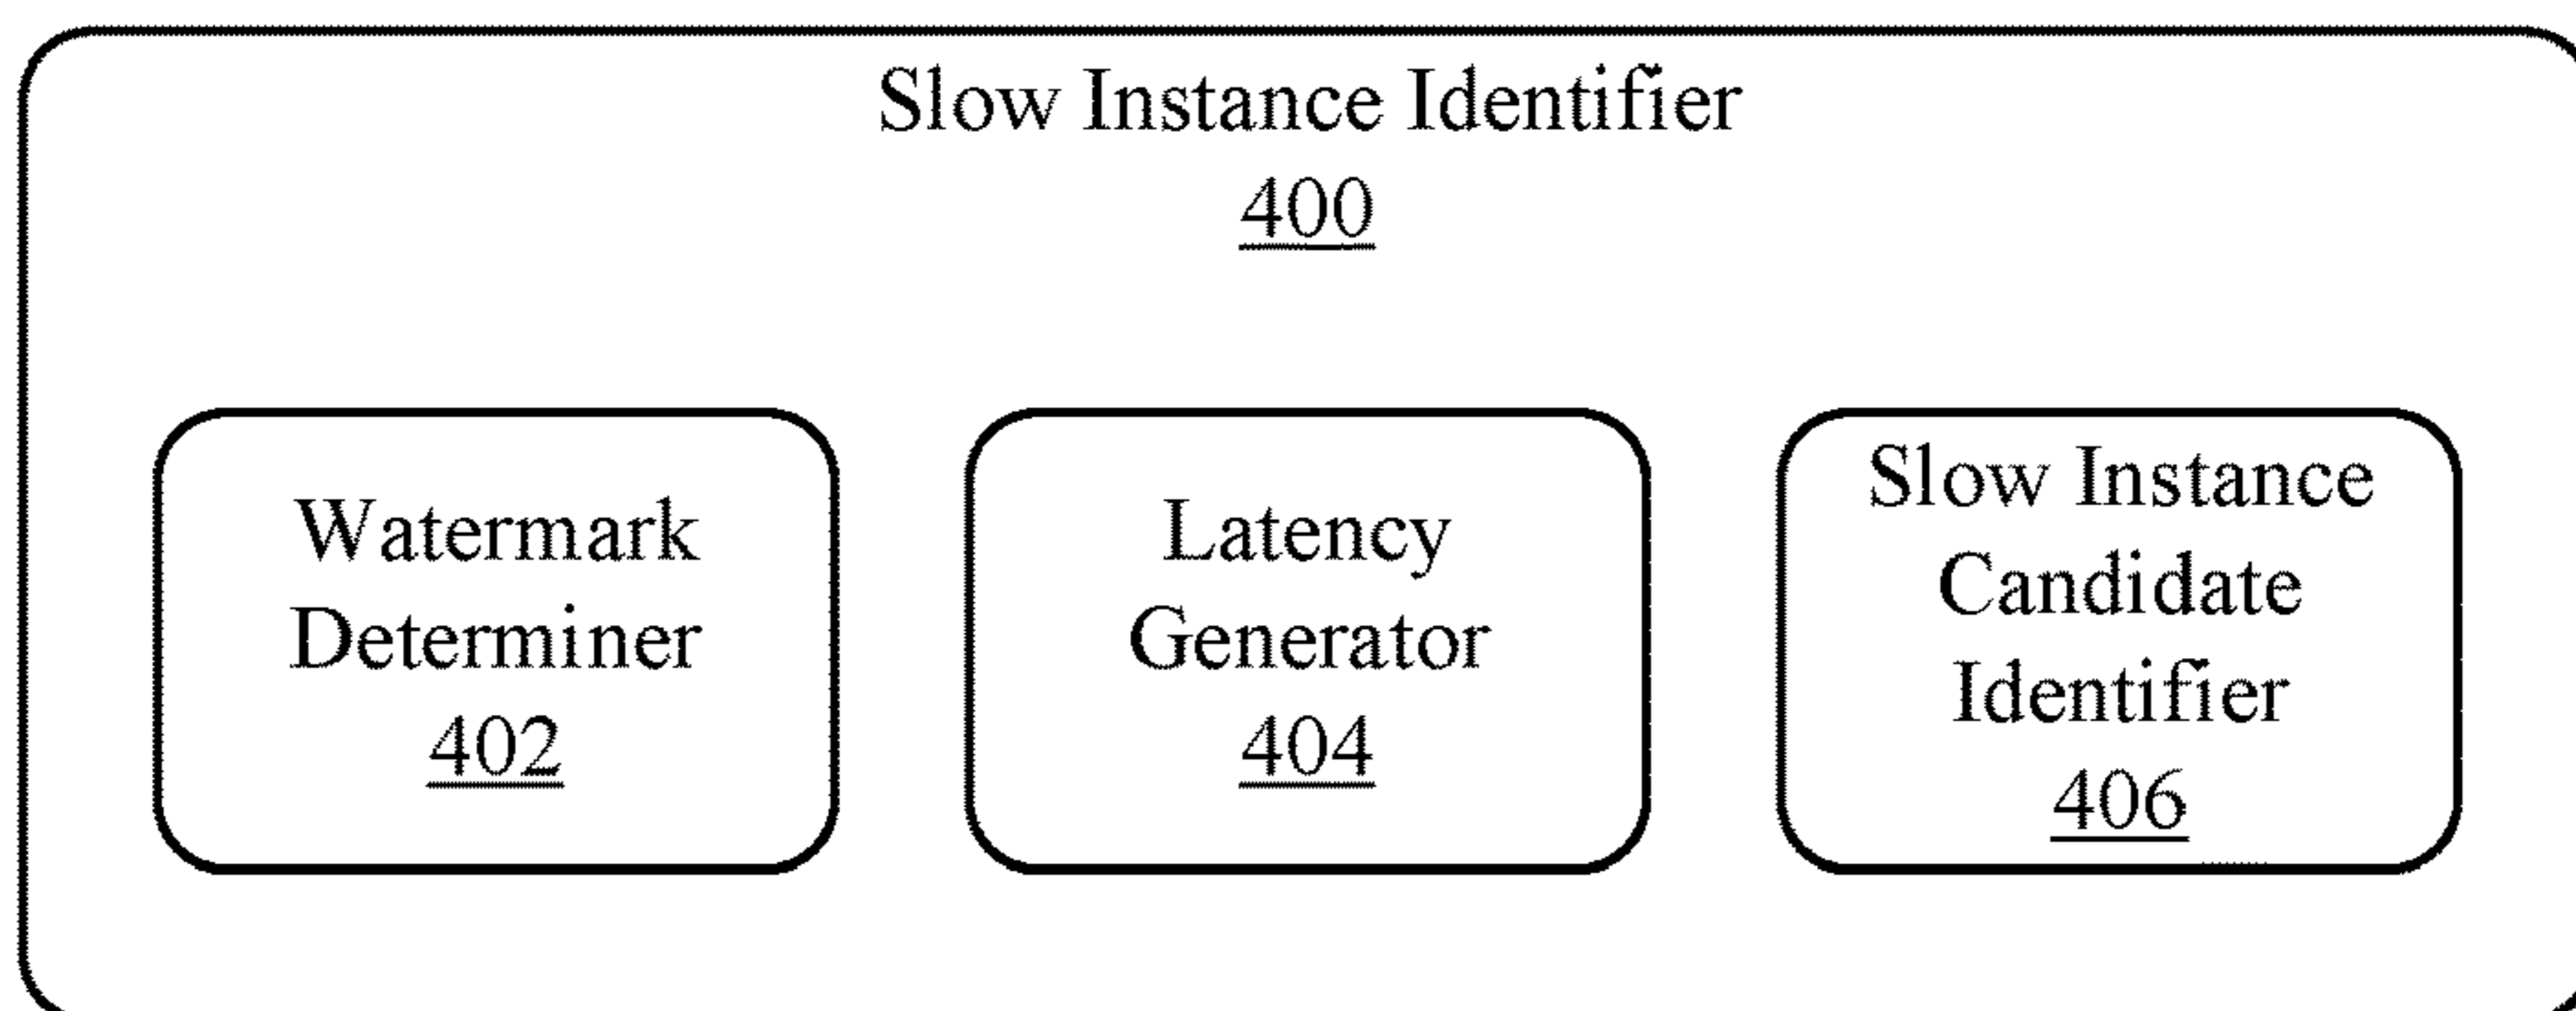 Slow Instance Identifier
400
Watermark
Determiner
402
Latency
Generator
404
Slow Instance
Candidate
Identifier
406